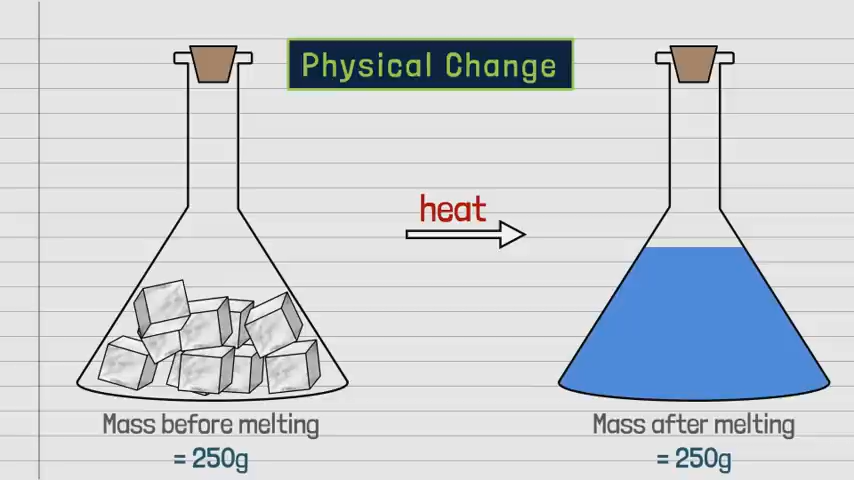 Physical Change
heat
Mass before melting
= 250g
Mass after melting
= 250g